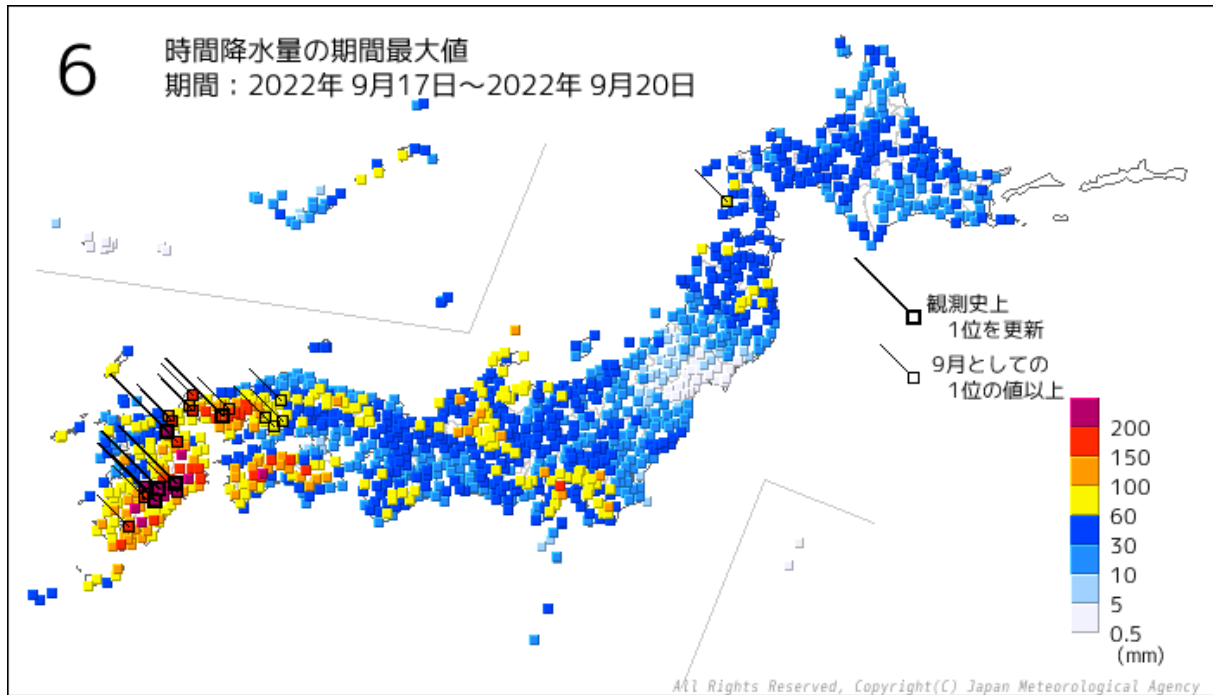 6
時間降水量の期間最大値
期間：2022年 9月17日～2022年 9月20日
観測史上
1位を更新
9月としての
1位の値以上
200
150
100
60
30
10
5
0.5
(mm)
All Rights Reserved, Copyright(C) Japan Meteorological Agency